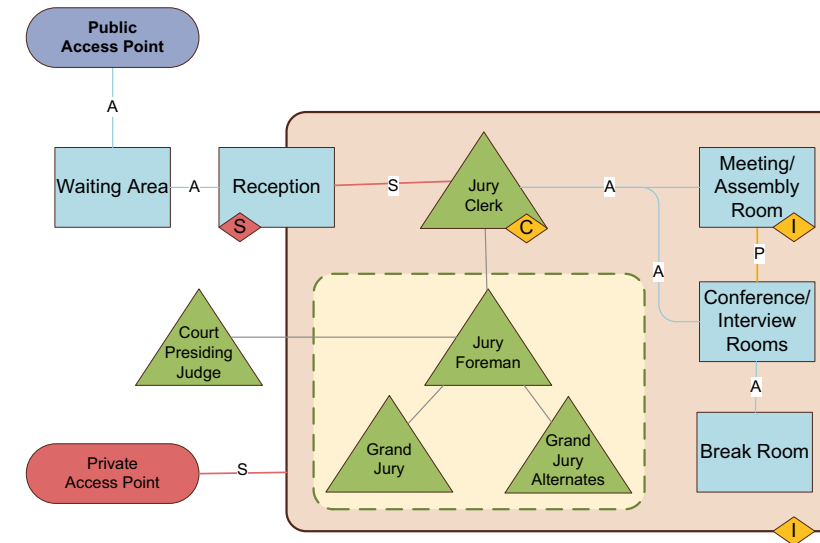 Public
Access Point
A
Waiting Area
A
Reception
S
S
Jury
Clerk
C
A
A
Meeting/
Assembly
Room
I
P
Conference/
Interview
Rooms
A
Break Room
Court
Presiding
Judge
Jury
Foreman
Grand
Jury
Grand
Jury
Alternates
Private
Access Point
S
I